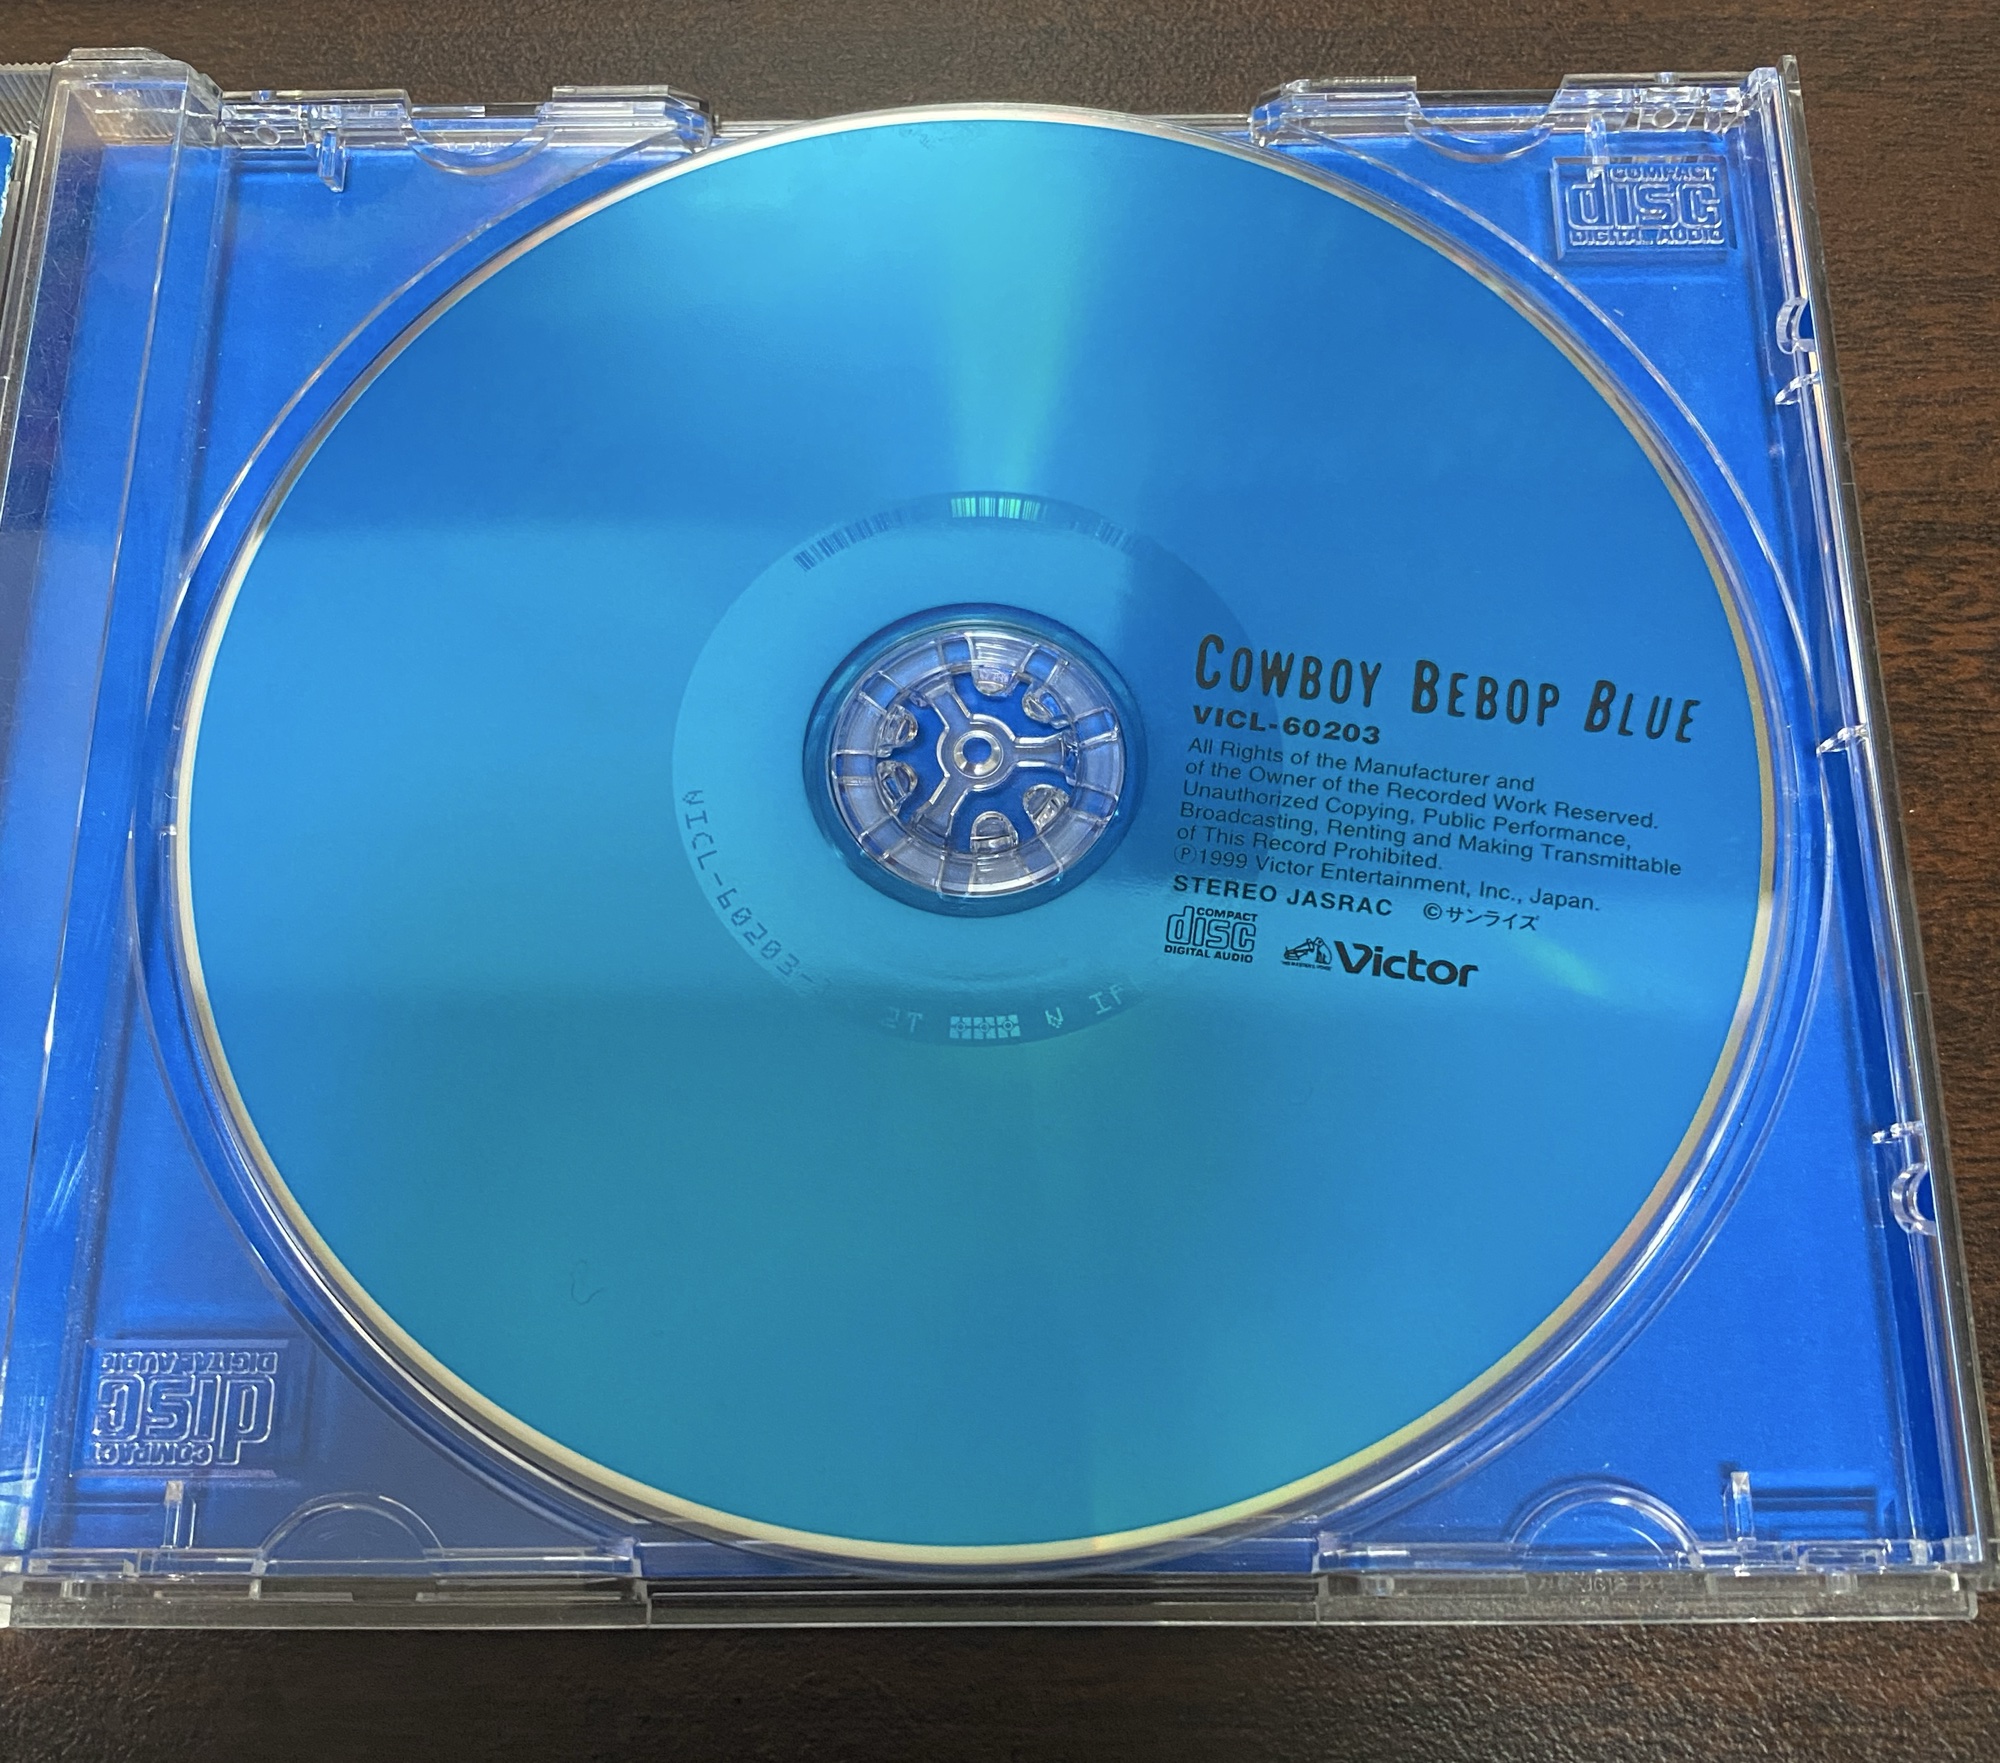 COMPACT
disc
DIGITAL AUDIO
COWBOY BEBOP BLUE
VICL-60203
All Rights of the Manufacturer and
of the Owner of the Recorded Work Reserved.
Unauthorized Copying, Public Performance,
Broadcasting, Renting and Making Transmittable
of This Record Prohibited.
Ⓟ1999 Victor Entertainment, Inc., Japan.
STEREO JASRAC ©サンライズ
COMPACT
disc
DIGITAL AUDIO
Victor
VICL-60203-
COMPACT
disc
DIGITAL AUDIO